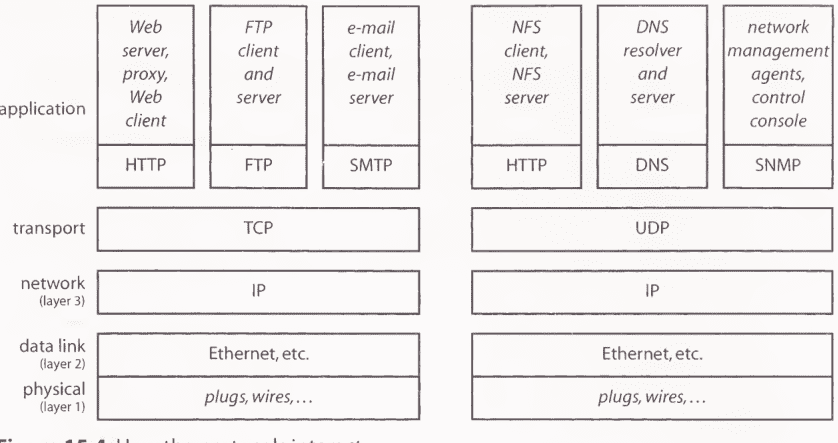 Web
server,
proxy,
Web
client
HTTP
FTP
client
and
server
FTP
e-mail
client,
e-mail
server
SMTP
NFS
client,
NFS
server
HTTP
DNS
resolver
and
server
DNS
network
management
agents,
control
console
SNMP
application
transport
TCP
UDP
network
(layer 3)
IP
IP
data link
(layer 2)
Ethernet, etc.
Ethernet, etc.
physical
(layer 1)
plugs, wires, ...
plugs, wires, ...